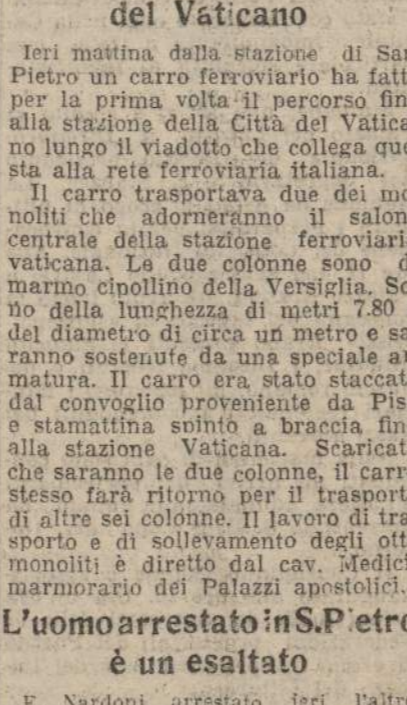 del Vaticano
Ieri mattina dalla stazione di San
Pietro un carro ferroviario ha fatt
per la prima volta il percorso fin
alla stazione della Città del Vatica
no lungo il viadotto che collega que
sta alla rete ferroviaria italiana.
Il carro trasportava due dei mo
noliti che adorneranno il salon
centrale della stazione ferroviari
vaticana. Le due colonne sono d
marmo cipollino della Versiglia. So
no della lunghezza di metri 7.80
del diametro di circa un metro e sa
ranno sostenute da una speciale ar
matura. Il carro era stato staccat
dal convoglio proveniente da Pis
e stamattina spinto a braccia fin
alla stazione Vaticana. Scaricat
che saranno le due colonne, il carr
stesso farà ritorno per il trasport
di altre sei colonne. Il lavoro di tra
sporto e di sollevamento degli ott
monoliti è diretto dal cav. Medici
marmorario dei Palazzi apostolici.
L'uomo arrestato in S. Pietro
è un esaltato
F. Nardoni arrestato ieri l'altro